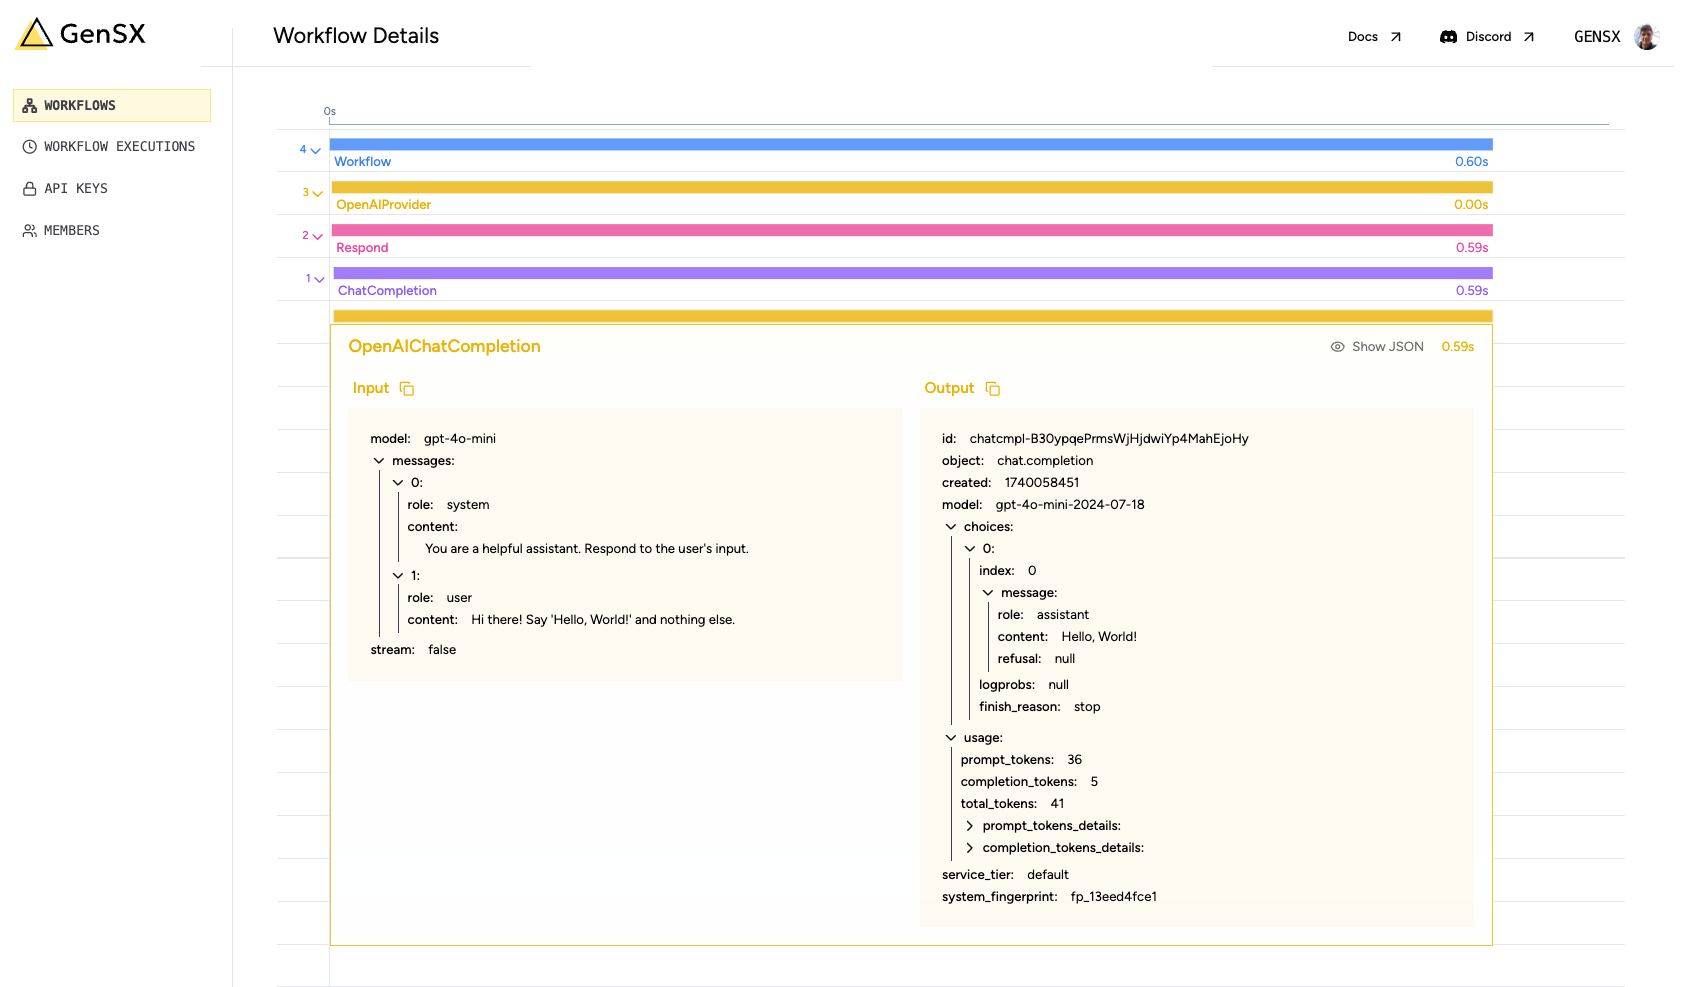 GenSX
Workflow Details
Docs
Discord
GENSX
WORKFLOWS
WORKFLOW EXECUTIONS
API KEYS
MEMBERS
0s
4
Workflow
0.60s
3
OpenAIProvider
0.00s
2
Respond
0.59s
1
ChatCompletion
0.59s
OpenAIChatCompletion
Show JSON
0.59s
Input
model: gpt-4o-mini
messages:
0:
role: system
content:
You are a helpful assistant. Respond to the user's input.
1:
role: user
content: Hi there! Say 'Hello, World!' and nothing else.
stream: false
Output
id: chatcmpl-B30ypqePrmsWjHjdwiYp4MahEjoHy
object: chat.completion
created: 1740058451
model: gpt-4o-mini-2024-07-18
choices:
0:
index: 0
message:
role: assistant
content: Hello, World!
refusal: null
logprobs: null
finish_reason: stop
usage:
prompt_tokens: 36
completion_tokens: 5
total_tokens: 41
prompt_tokens_details:
completion_tokens_details:
service_tier: default
system_fingerprint: fp_13eed4fce1